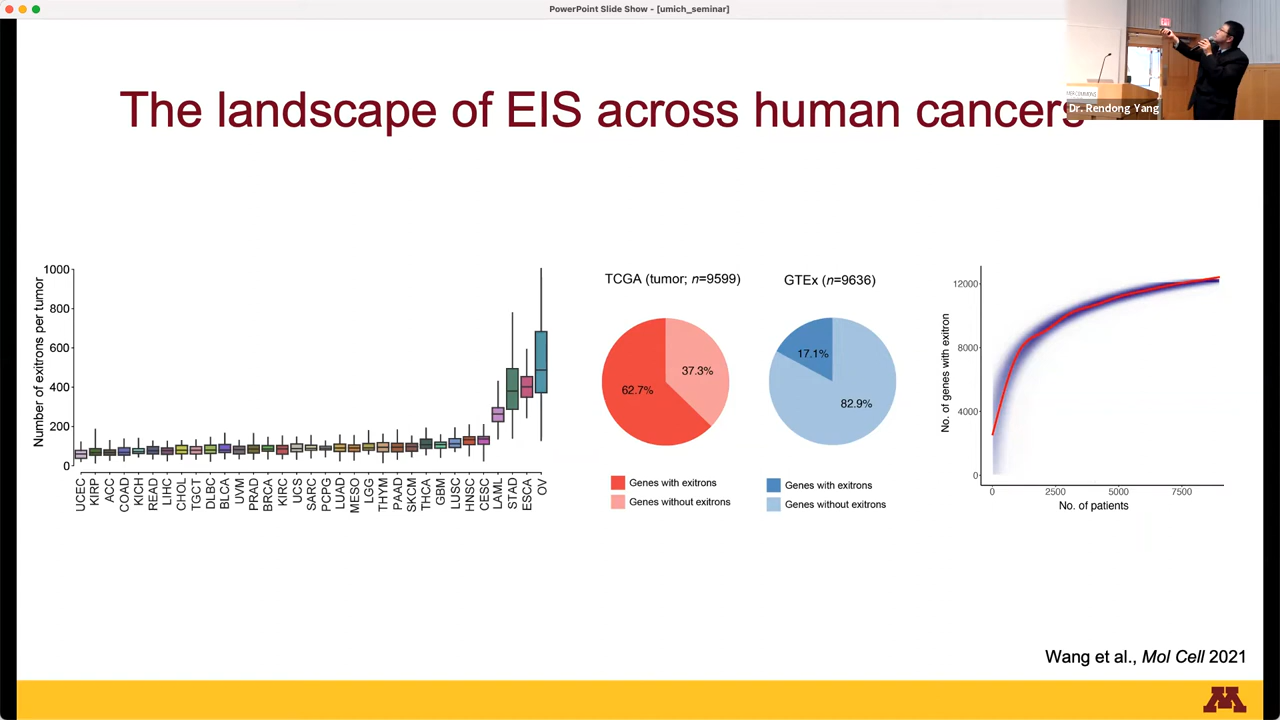 PowerPoint Slide Show - [umich_seminar]
Dr. Rendong Yang
The landscape of EIS across human cancers
Number of exitrons per tumor
1000
800
600
400
200
0
UCEC
KIRP
ACC
COAD
KICH
READ
LIHC
CHOL
TGCT
DLBC
BLCA
UVM
PRAD
BRCA
KIRC
UCS
SARC
PCPG
LUAD
MESO
LGG
THYM
PAAD
SKCM
THCA
GBM
LUSC
HNSC
CESC
LAML
STAD
ESCA
OV
TCGA (tumor; n=9599)
37.3%
62.7%
Genes with exitrons
Genes without exitrons
GTEx (n=9636)
17.1%
82.9%
Genes with exitrons
Genes without exitrons
No. of genes with exitron
12000
8000
4000
0
0
2500
5000
7500
No. of patients
Wang et al., Mol Cell 2021
M